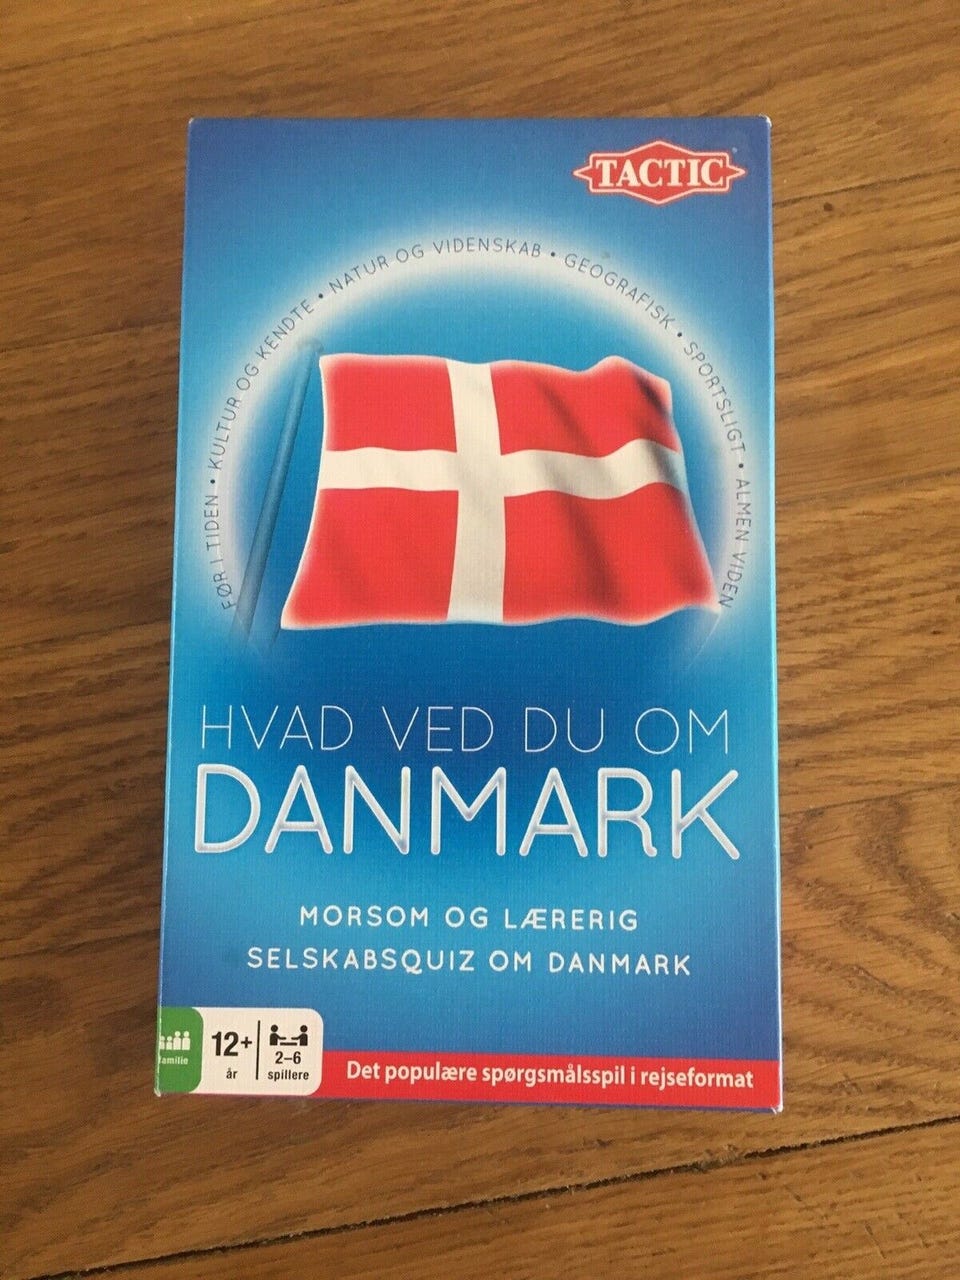 TACTIC
FØR I TIDEN • KULTUR OG KENDTE • NATUR OG VIDENSKAB • GEOGRAFISK • SPORTSLIGT • ALMEN VIDEN
HVAD VED DU OM
DANMARK
MORSOM OG LÆRERIG
SELSKABSQUIZ OM DANMARK
familie
12+
år
2–6
spillere
Det populære spørgsmålsspil i rejseformat